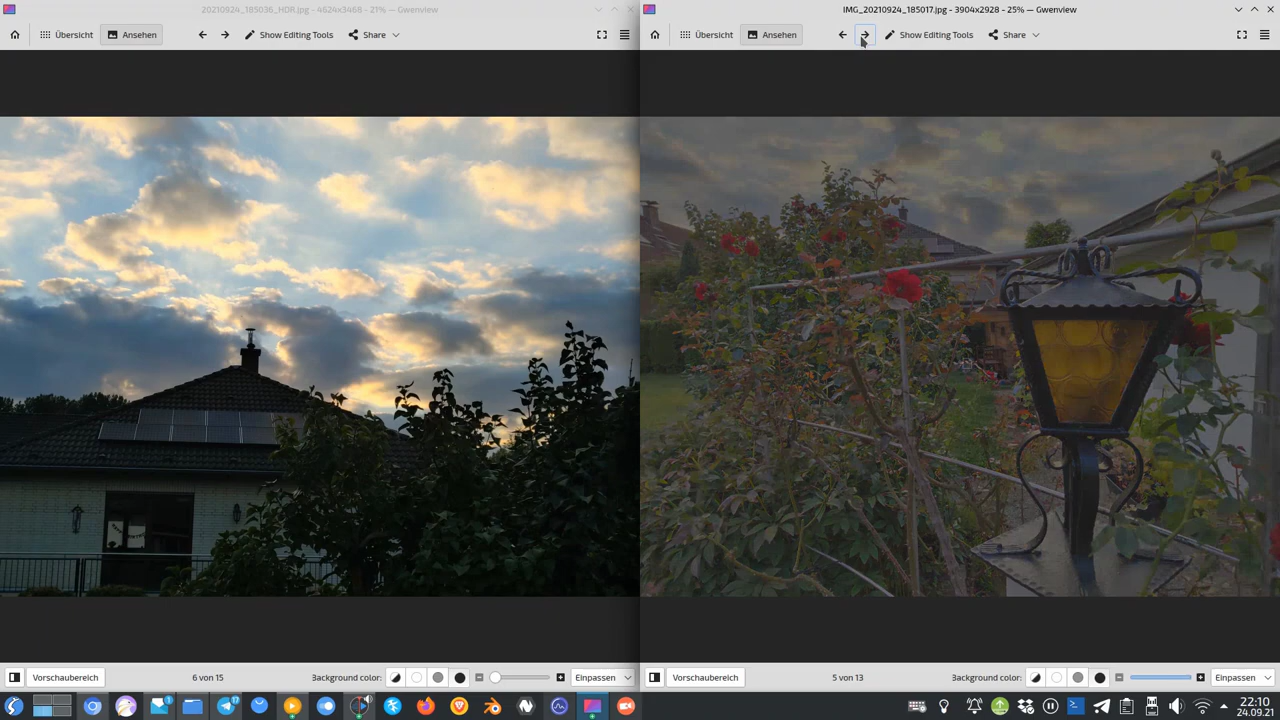 20210924_185036_HDR.jpg - 4624x3468 - 21% — Gwenview
Übersicht
Ansehen
Show Editing Tools
Share
Vorschaubereich
6 von 15
Background color:
Einpassen
IMG_20210924_185017.jpg - 3904x2928 - 25% — Gwenview
Übersicht
Ansehen
Show Editing Tools
Share
Vorschaubereich
5 von 13
Background color:
Einpassen
22:10
24.09.21